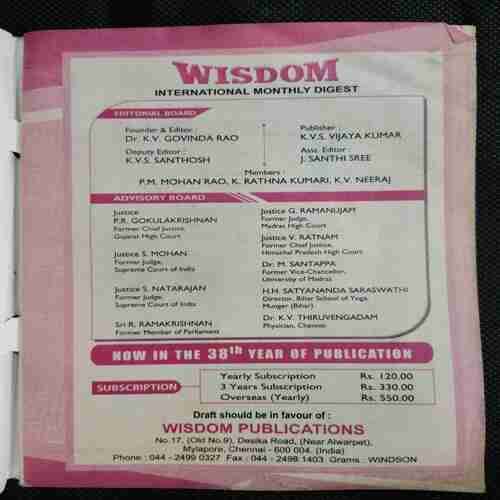 WISDOM
INTERNATIONAL MONTHLY DIGEST
EDITORIAL BOARD
Founder & Editor :
Dr. K.V. GOVINDA RAO
Publisher :
K.V.S. VIJAYA KUMAR
Deputy Editor :
K.V.S. SANTHOSH
Asst. Editor :
J. SANTHI SREE
Members :
P.M. MOHAN RAO, K. RATHNA KUMARI, K.V. NEERAJ
ADVISORY BOARD
Justice
P.R. GOKULAKRISHNAN
Former Chief Justice,
Gujarat High Court
Justice S. MOHAN
Former Judge,
Supreme Court of India
Justice S. NATARAJAN
Former Judge,
Supreme Court of India
Sri R. RAMAKRISHNAN
Former Member of Parliament
Justice G. RAMANUJAM
Former Judge,
Madras High Court
Justice V. RATNAM
Former Chief Justice,
Himachal Pradesh High Court
Dr. M. SANTAPPA
Former Vice-Chancellor,
University of Madras
H.H. SATYANANDA SARASWATHI
Director, Bihar School of Yoga,
Munger (Bihar)
Dr. K.V. THIRUVENGADAM
Physician, Chennai
NOW IN THE 38th YEAR OF PUBLICATION
SUBSCRIPTION
Yearly Subscription Rs. 120.00
3 Years Subscription Rs. 330.00
Overseas (Yearly) Rs. 550.00
Draft should be in favour of :
WISDOM PUBLICATIONS
No.17, (Old No.9), Desika Road, (Near Alwarpet),
Mylapore, Chennai - 600 004. (India)
Phone : 044 - 2499 0327 Fax : 044 - 2498 1403 Grams : WINDSON